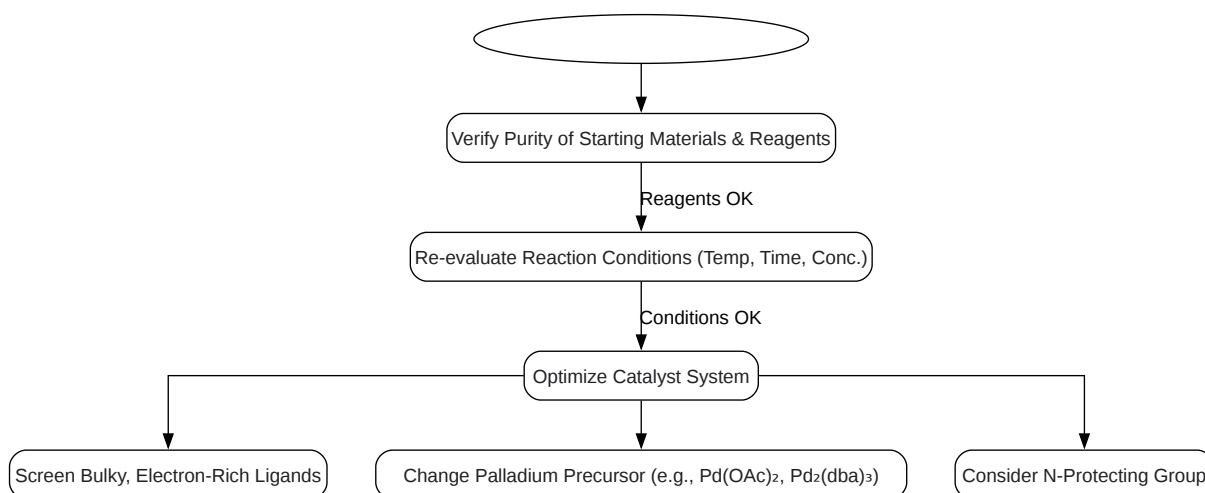 Verify Purity of Starting Materials & Reagents
Reagents OK
Re-evaluate Reaction Conditions (Temp, Time, Conc.)
Conditions OK
Optimize Catalyst System
Screen Bulky, Electron-Rich Ligands
Change Palladium Precursor (e.g., Pd(OAc)₂, Pd₂(dba)₃)
Consider N-Protecting Group